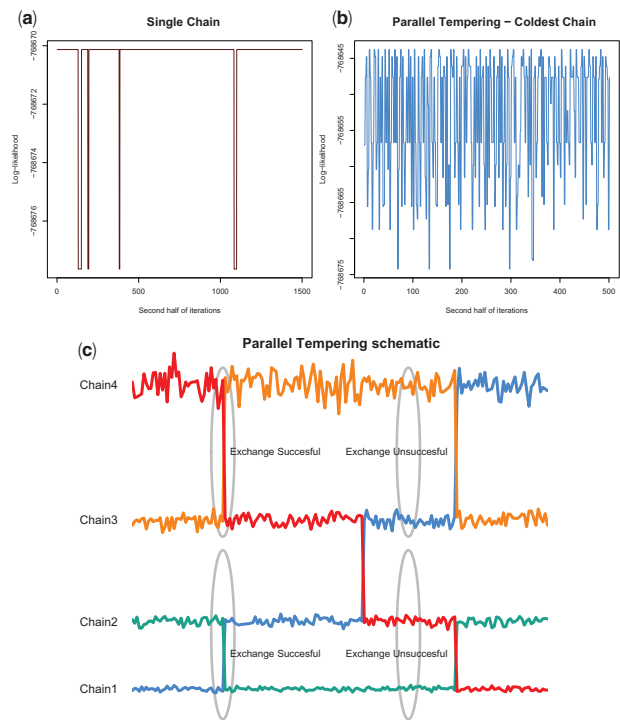 (a)
Single Chain
−768670
−768672
−768674
−768676
Log−likelihood
0
500
1000
1500
Second half of iterations
(b)
Parallel Tempering − Coldest Chain
−768645
−768655
−768665
−768675
Log−likelihood
0
100
200
300
400
500
Second half of iterations
(c)
Parallel Tempering schematic
Chain4
Exchange Succesful
Exchange Unsuccesful
Chain3
Chain2
Exchange Succesful
Exchange Unsuccesful
Chain1